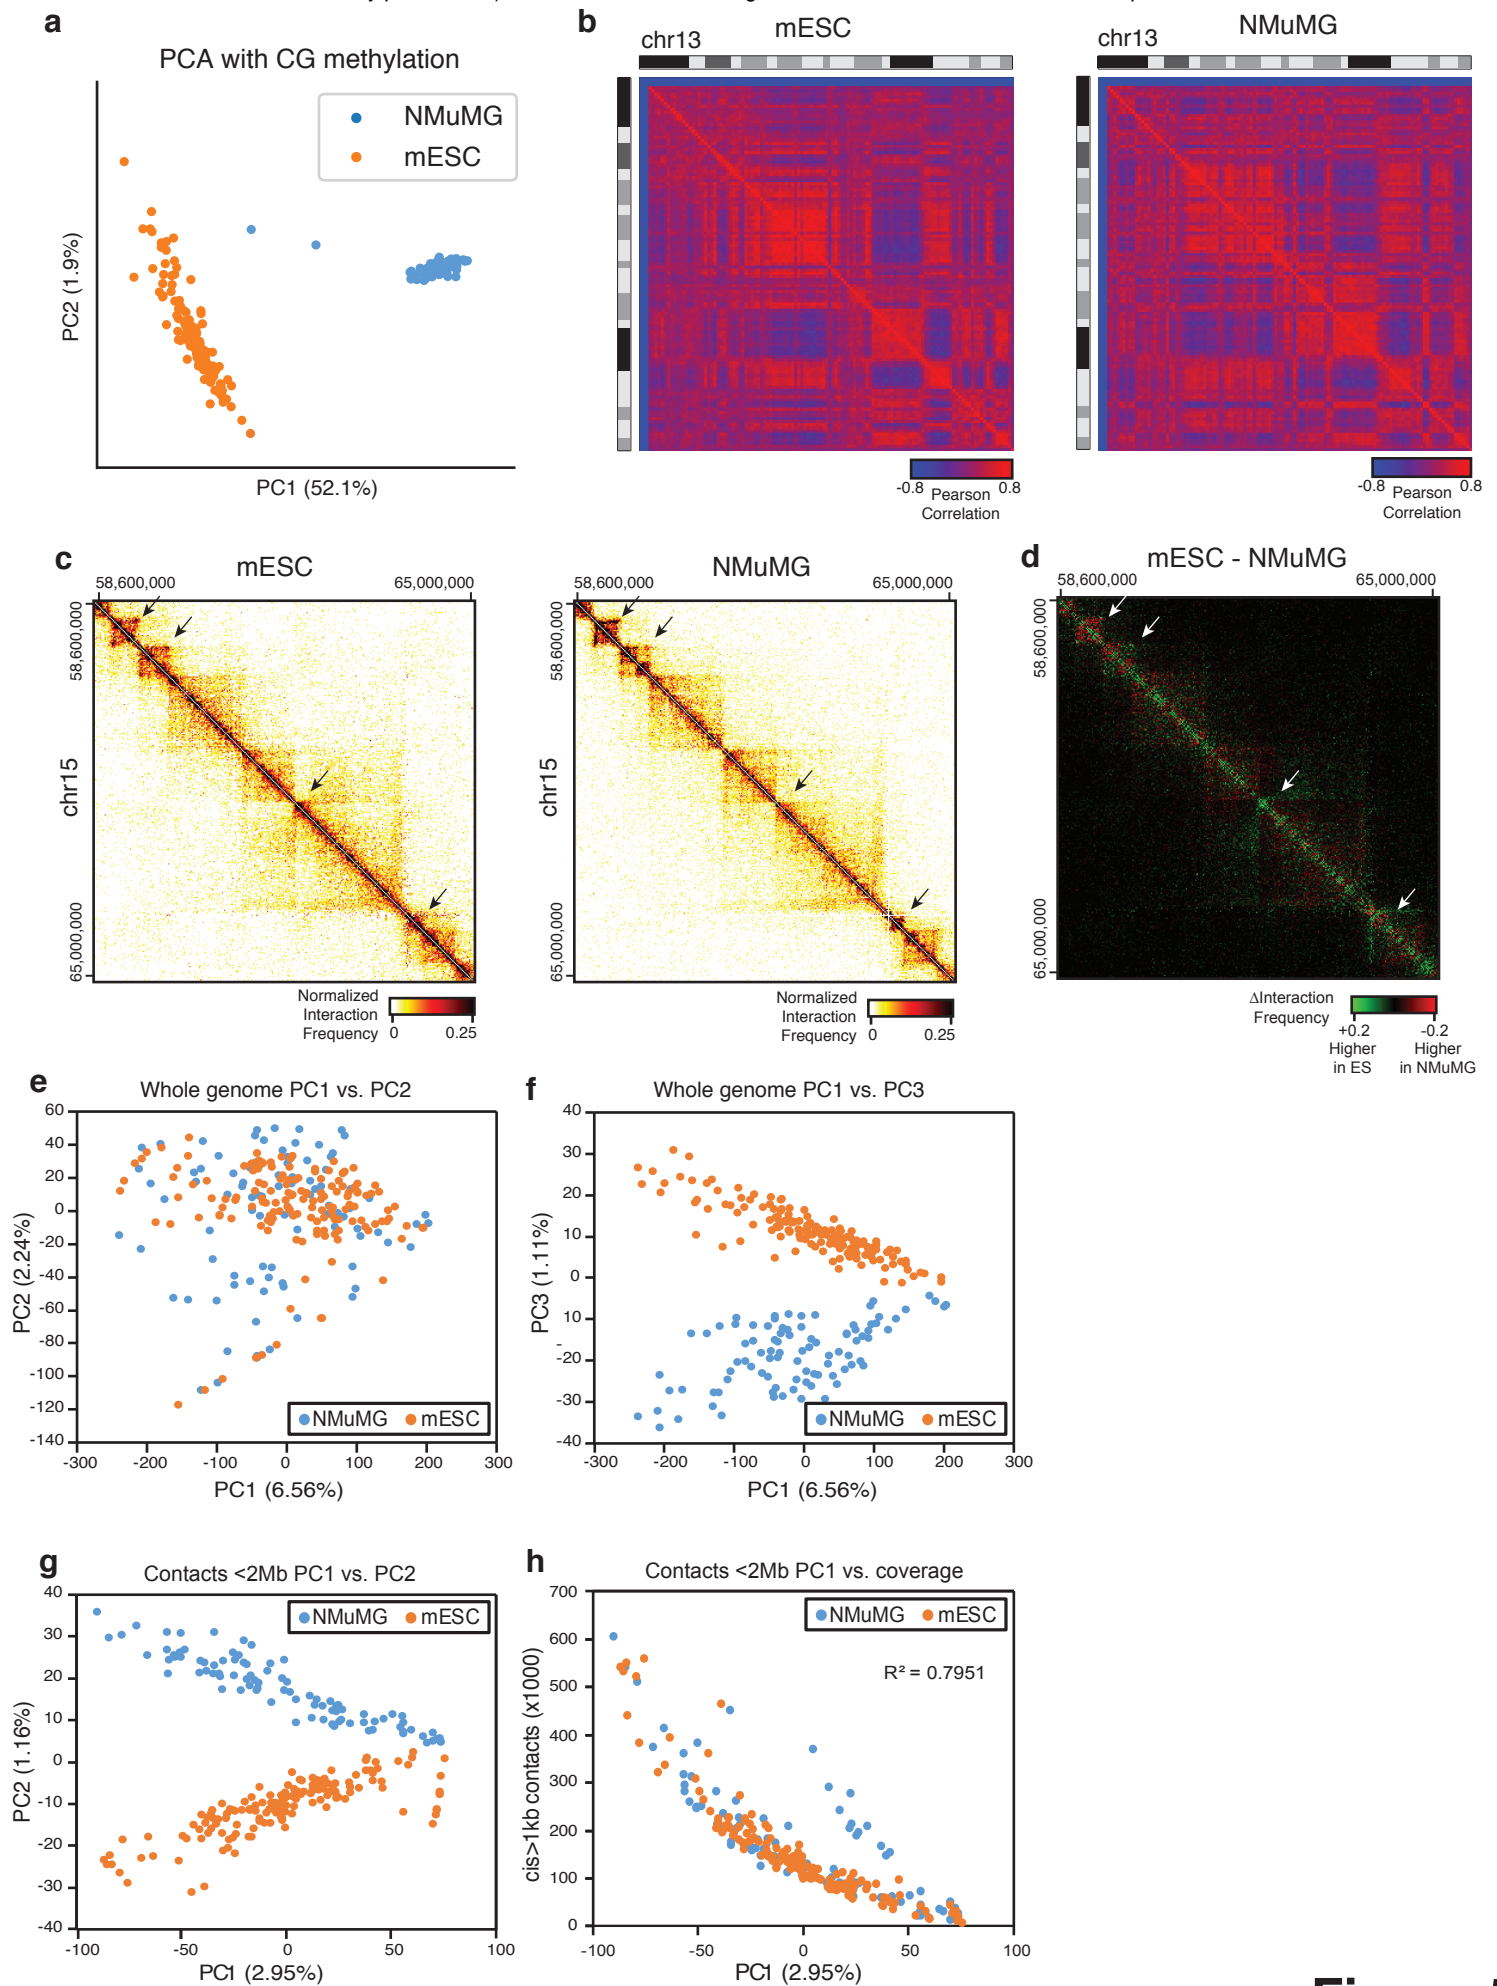 a
PCA with CG methylation
NMuMG
mESC
PC2 (1.9%)
PC1 (52.1%)
b
chr13
mESC
-0.8
0.8
Pearson
Correlation
chr13
NMuMG
-0.8
0.8
Pearson
Correlation
c
mESC
58,600,000
65,000,000
58,600,000
65,000,000
chr15
Normalized
Interaction
Frequency
0
0.25
NMuMG
58,600,000
65,000,000
58,600,000
65,000,000
chr15
Normalized
Interaction
Frequency
0
0.25
d
mESC - NMuMG
58,600,000
65,000,000
58,600,000
65,000,000
ΔInteraction
Frequency
+0.2
Higher
in ES
-0.2
Higher
in NMuMG
e
Whole genome PC1 vs. PC2
60
40
20
0
-20
-40
-60
-80
-100
-120
-140
PC2 (2.24%)
NMuMG
mESC
-300
-200
-100
0
100
200
300
PC1 (6.56%)
f
Whole genome PC1 vs. PC3
40
30
20
10
0
10
-20
-30
-40
PC3 (1.11%)
NMuMG
mESC
-300
-200
-100
0
100
200
300
PC1 (6.56%)
g
Contacts <2Mb PC1 vs. PC2
40
30
20
10
0
-10
-20
-30
-40
PC2 (1.16%)
NMuMG
mESC
-100
-50
0
50
100
PC1 (2.95%)
h
Contacts <2Mb PC1 vs. coverage
700
600
500
400
300
200
100
0
cis>1kb contacts (x1000)
NMuMG
mESC
R² = 0.7951
-100
-50
0
50
100
PC1 (2.95%)